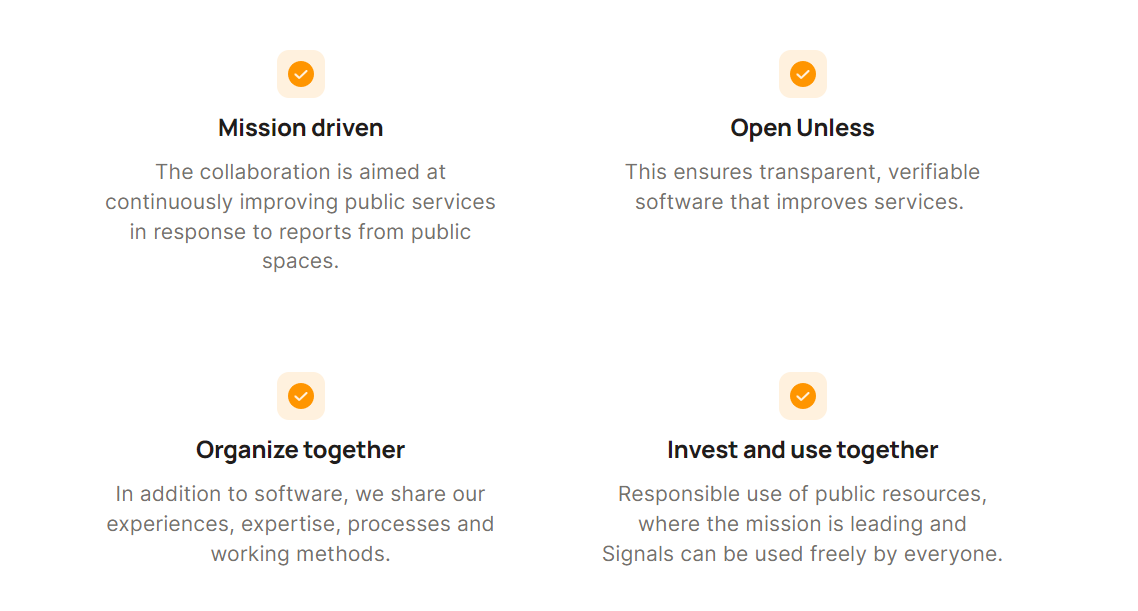 Mission driven
The collaboration is aimed at
continuously improving public services
in response to reports from public
spaces.
Open Unless
This ensures transparent, verifiable
software that improves services.
Organize together
In addition to software, we share our
experiences, expertise, processes and
working methods.
Invest and use together
Responsible use of public resources,
where the mission is leading and
Signals can be used freely by everyone.